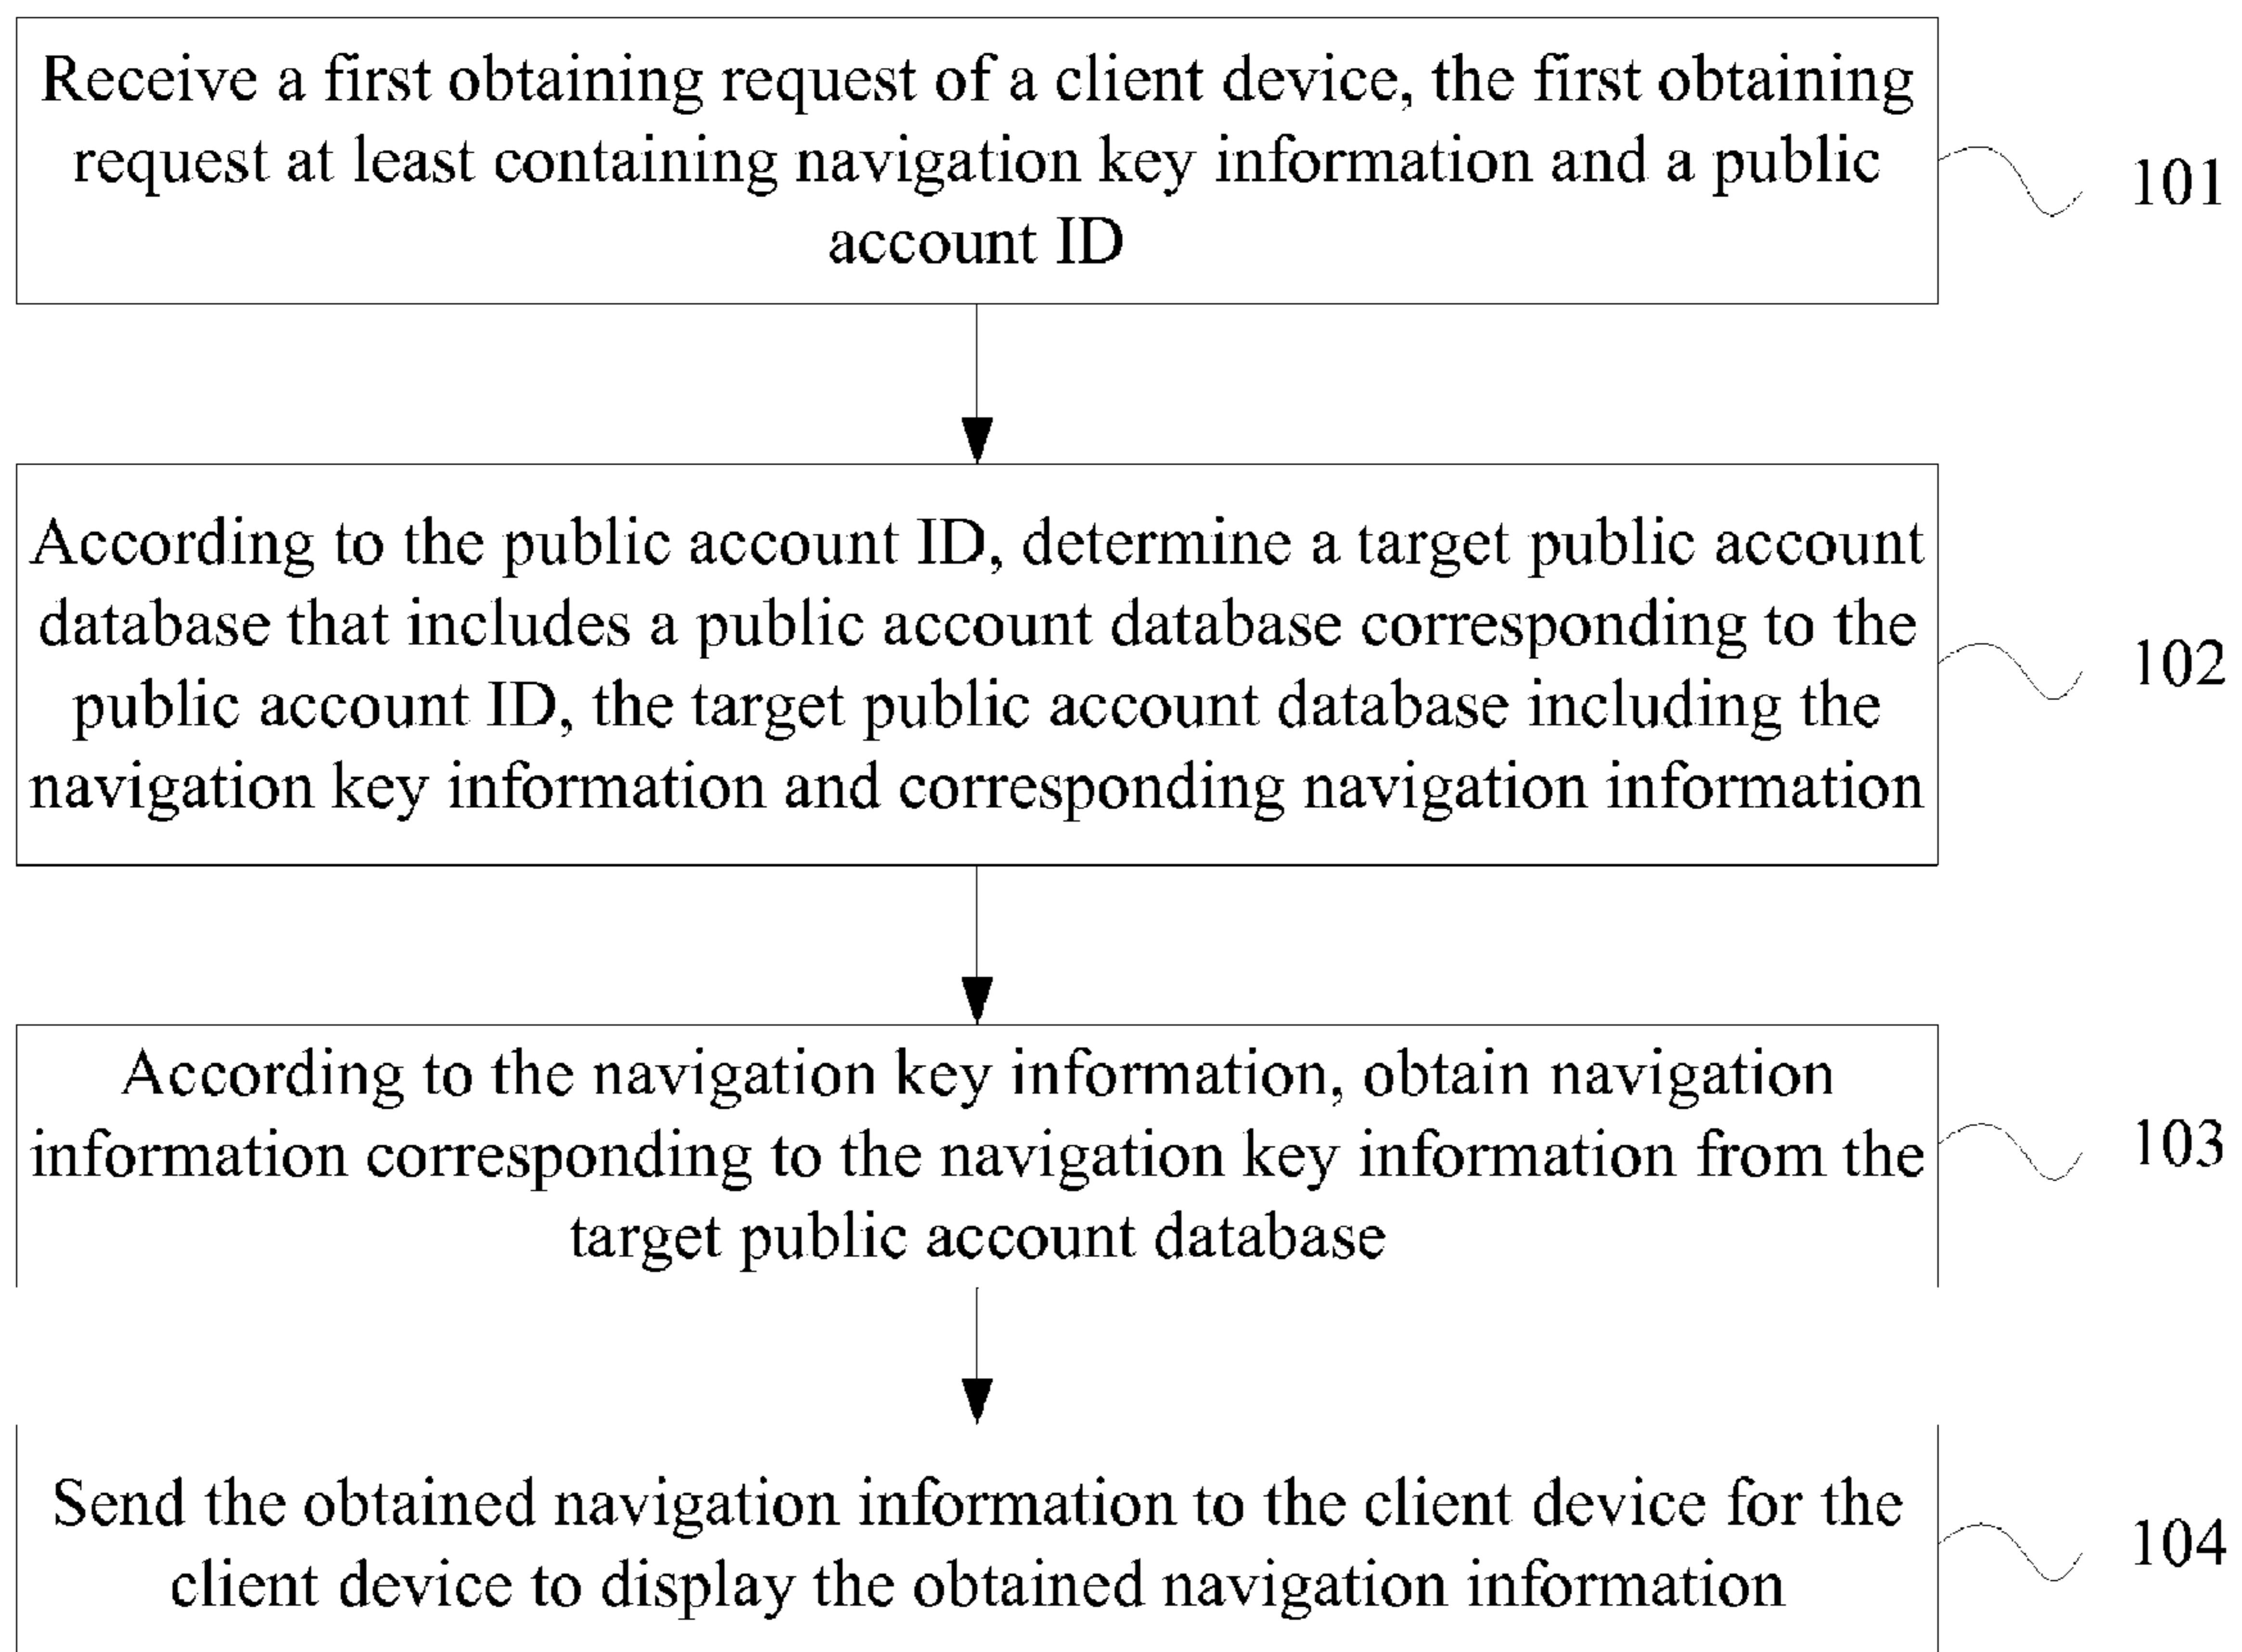 Receive a first obtaining request of a client device, the first obtaining
request at least containing navigation key information and a public
account ID
101
According to the public account ID, determine a target public account
database that includes a public account database corresponding to the
public account ID, the target public account database including the
navigation key information and corresponding navigation information
102
According to the navigation key information, obtain navigation
information corresponding to the navigation key information from the
target public account database
103
Send the obtained navigation information to the client device for the
client device to display the obtained navigation information
104